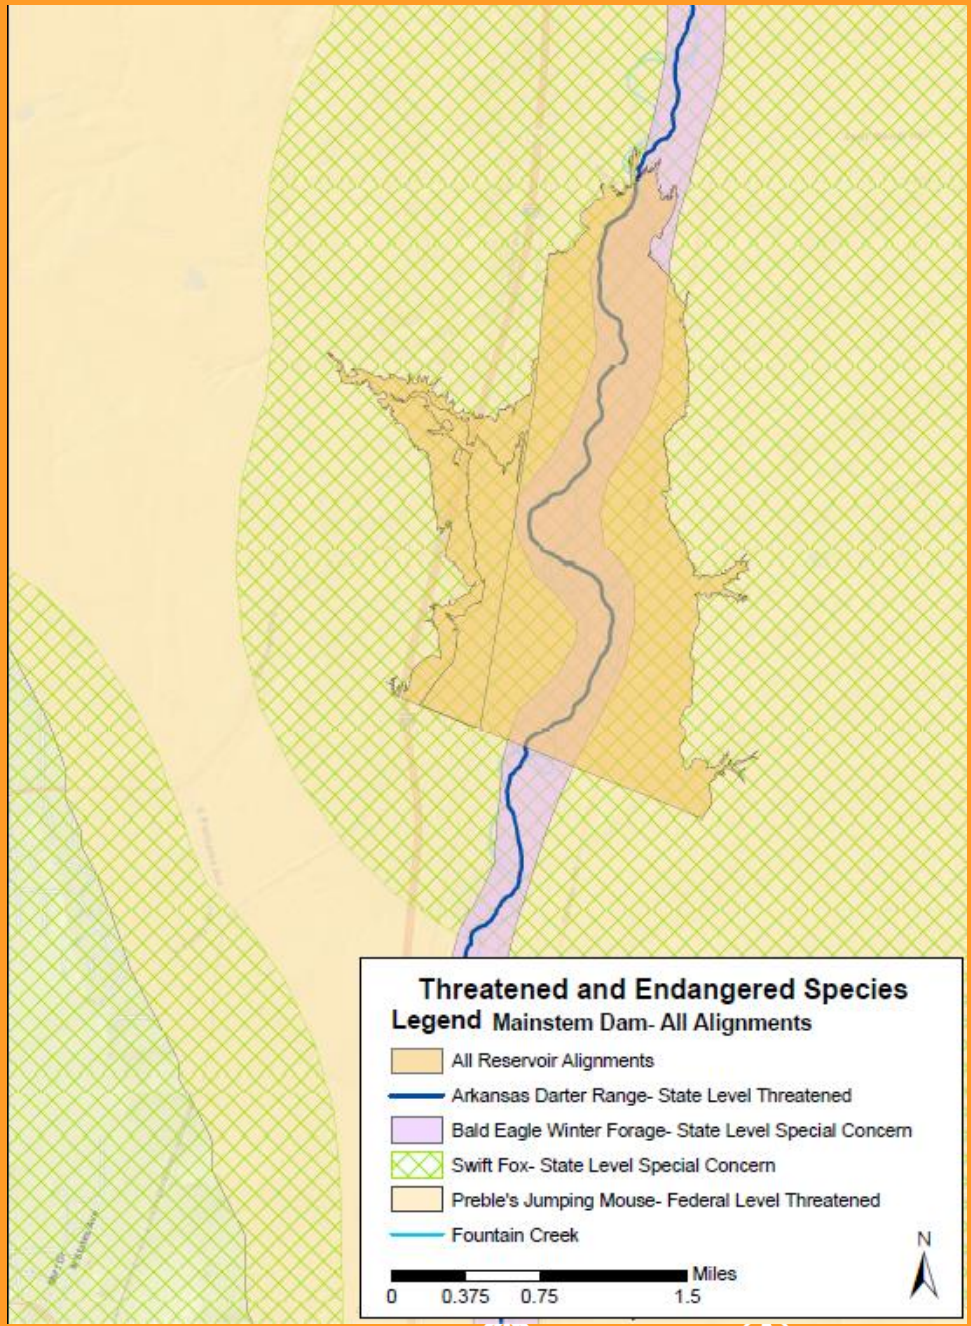 Threatened and Endangered Species
Legend Mainstem Dam- All Alignments
All Reservoir Alignments
Arkansas Darter Range- State Level Threatened
Bald Eagle Winter Forage- State Level Special Concern
Swift Fox- State Level Special Concern
Preble's Jumping Mouse- Federal Level Threatened
Fountain Creek
N
Miles
0 0.375 0.75 1.5